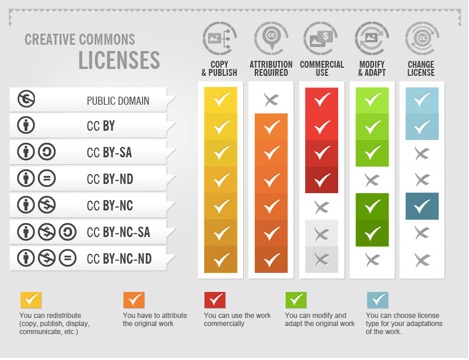 CREATIVE COMMONS
LICENSES
COPY
& PUBLISH
ATTRIBUTION
REQUIRED
COMMERCIAL
USE
MODIFY
& ADAPT
CHANGE
LICENSE
PUBLIC DOMAIN
CC BY
CC BY-SA
CC BY-ND
CC BY-NC
CC BY-NC-SA
CC BY-NC-ND
You can redistribute
(copy, publish, display,
communicate, etc.)
You have to attribute
the original work
You can use the work
commercially
You can modify and
adapt the original work
You can choose license
type for your adaptations
of the work.